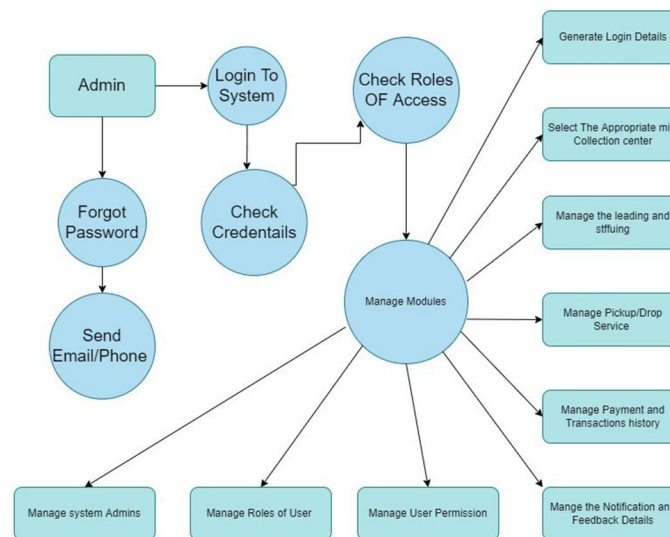 Admin
Login To
System
Check Roles
OF Access
Generate Login Details
Select The Appropriate
Collection center
Forgot
Password
Check
Credentails
Manage the leading and
stffuing
Manage Modules
Send
Email/Phone
Manage Pickup/Drop
Service
Manage Payment and
Transactions history
Manage system Admins
Manage Roles of User
Manage User Permission
Mange the Notification
Feedback Details